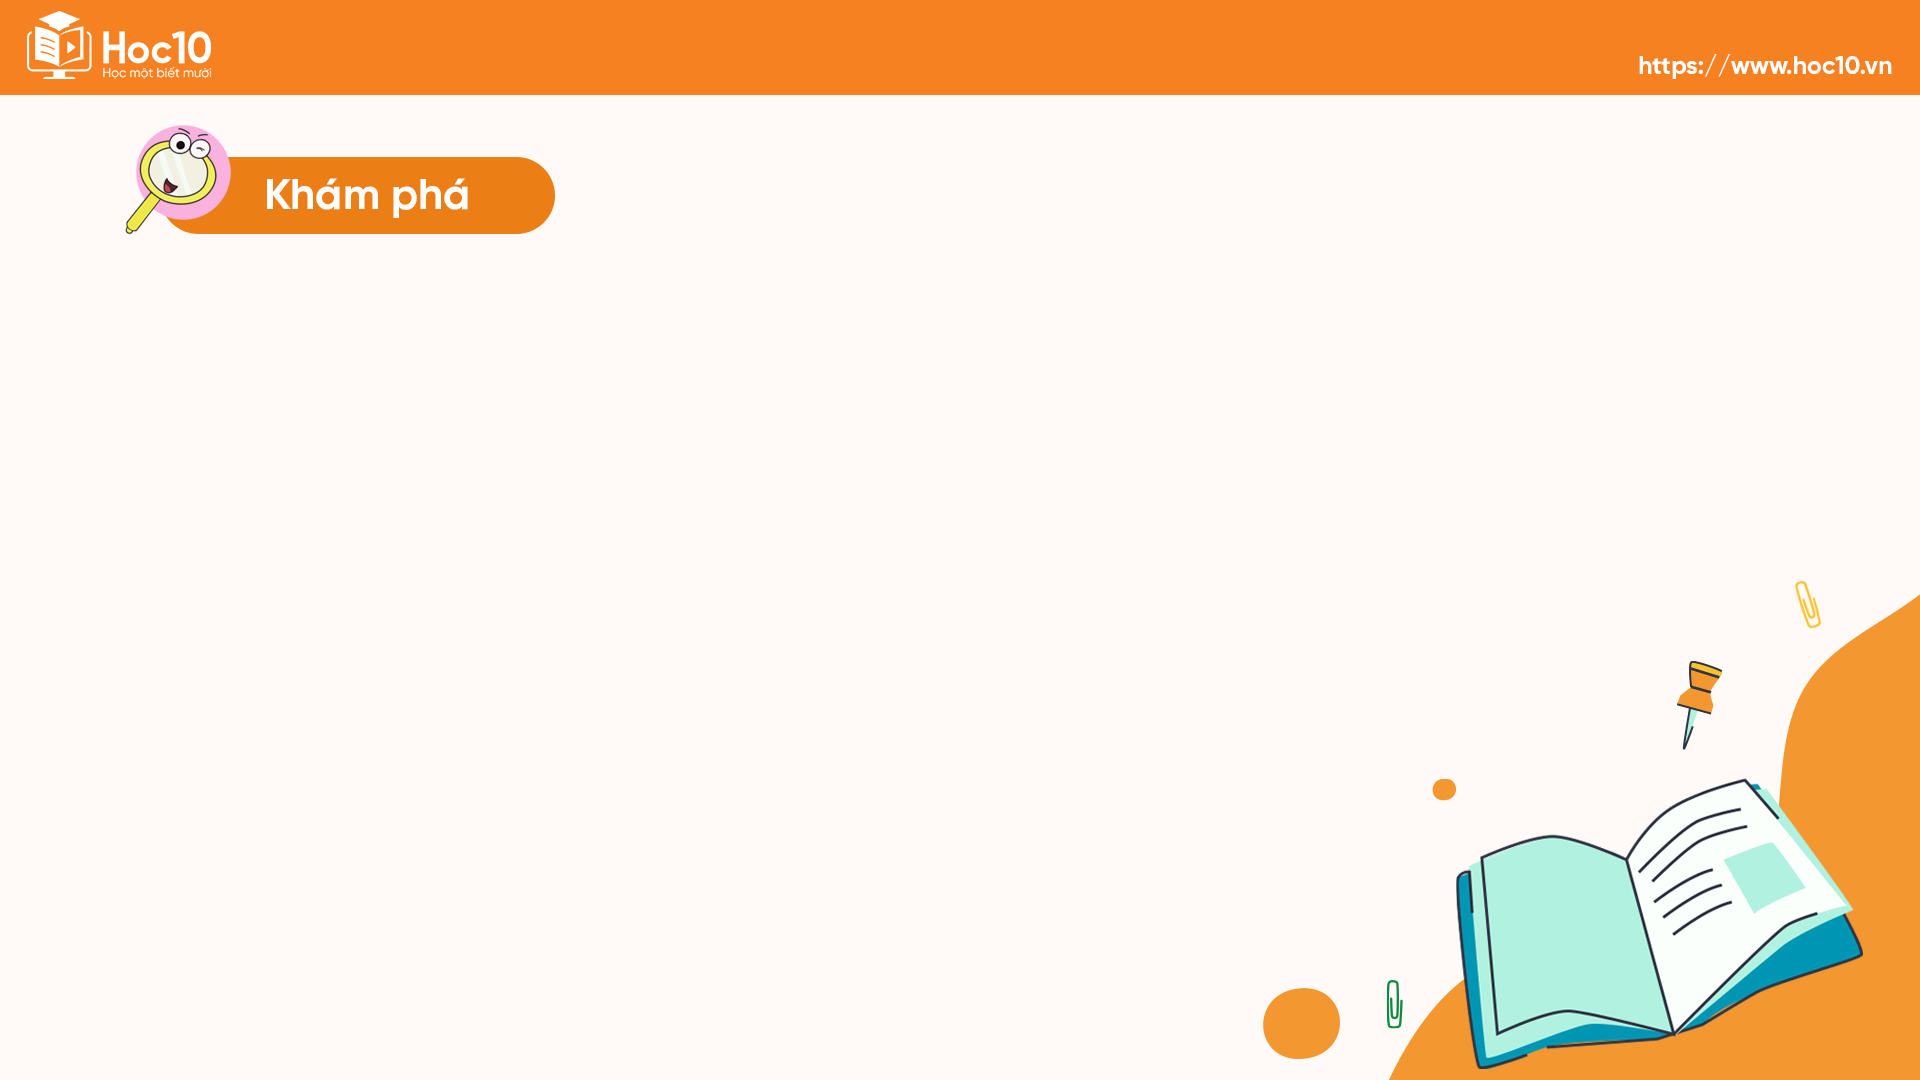 Hoc10
Học một biết mười
https://www.hoc10.vn
Khám phá